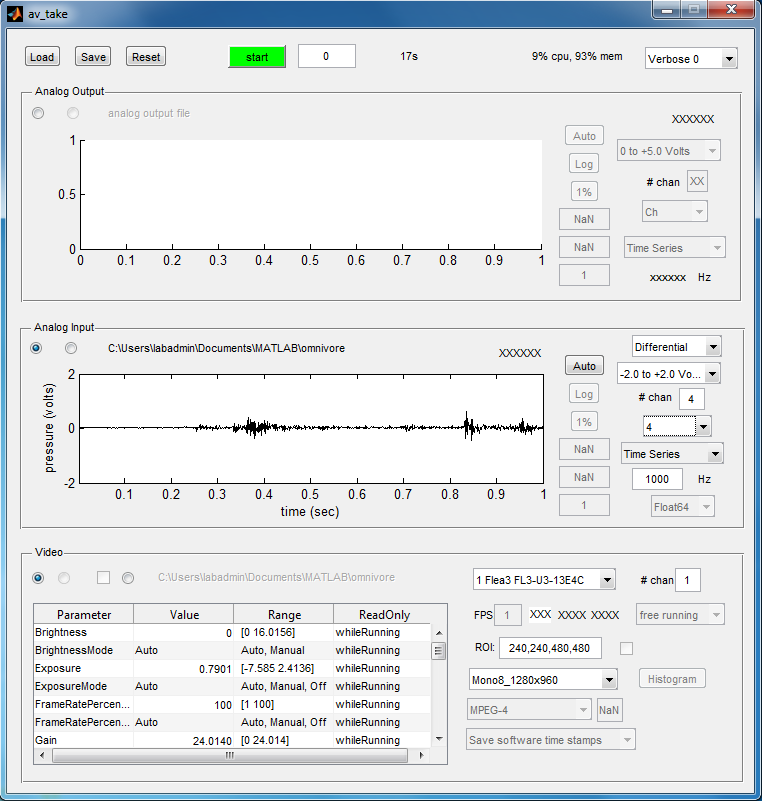 av_take
Load Save Reset start 0 17s 9% cpu, 93% mem Verbose 0
Analog Output
analog output file XXXXXX
Auto 0 to +5.0 Volts
Log
# chan XX
1%
Ch
NaN
NaN Time Series
1 xxxxxx Hz
1
0.5
0
0 0.1 0.2 0.3 0.4 0.5 0.6 0.7 0.8 0.9 1
Analog Input
C:\Users\labadmin\Documents\MATLAB\omnivore XXXXXX
Differential
Auto -2.0 to +2.0 Vo...
Log # chan 4
1% 4
NaN Time Series
NaN 1000 Hz
1 Float64
pressure (volts)
2
0
-2
0.1 0.2 0.3 0.4 0.5 0.6 0.7 0.8 0.9 1
time (sec)
Video
C:\Users\labadmin\Documents\MATLAB\omnivore
1 Flea3 FL3-U3-13E4C # chan 1
FPS 1 XXX XXXX XXXX free running
ROI: 240,240,480,480
Mono8_1280x960 Histogram
MPEG-4 NaN
Save software time stamps
Parameter Value Range ReadOnly
Brightness 0 [0 16.0156] whileRunning
BrightnessMode Auto Auto, Manual whileRunning
Exposure 0.7901 [-7.585 2.4136] whileRunning
ExposureMode Auto Auto, Manual, Off whileRunning
FrameRatePercen... 100 [1 100] whileRunning
FrameRatePercen... Auto Auto, Manual, Off whileRunning
Gain 24.0140 [0 24.014] whileRunning